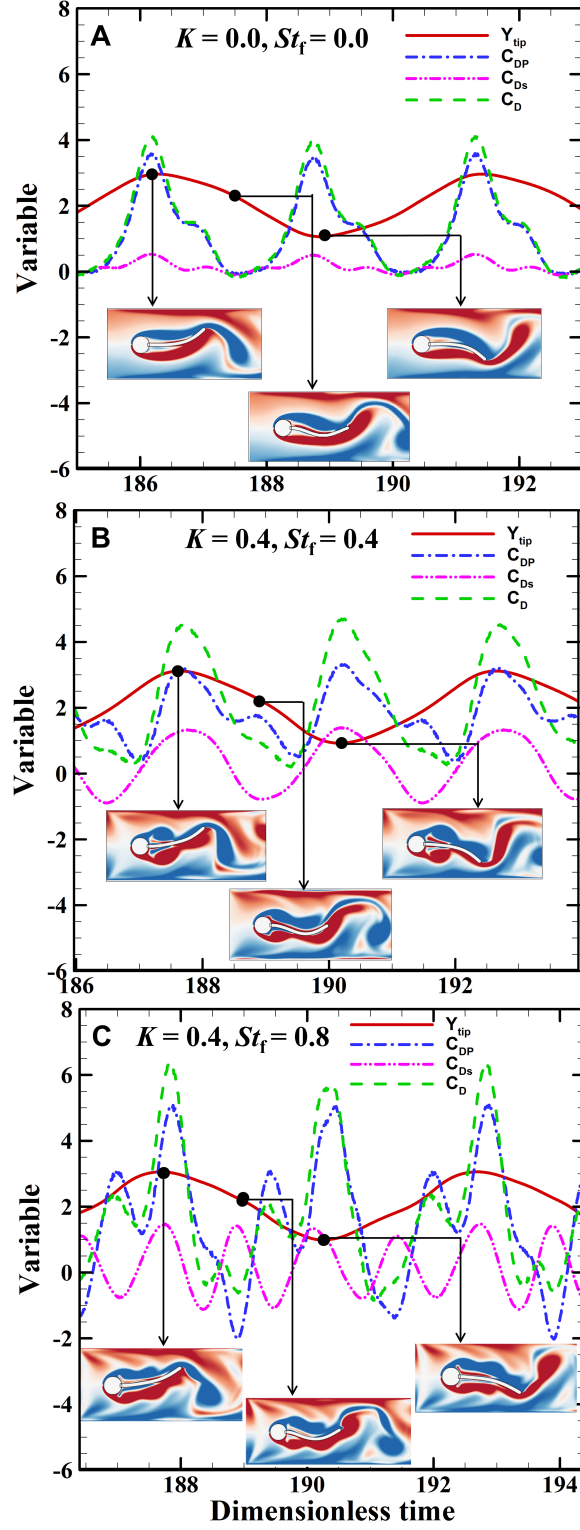 A
K = 0.0, St_f = 0.0
Y_tip
C_DP
C_Ds
C_D
Variable
8
6
4
2
0
-2
-4
-6
186
188
190
192
B
K = 0.4, St_f = 0.4
Y_tip
C_DP
C_Ds
C_D
Variable
8
6
4
2
0
-2
-4
-6
186
188
190
192
C
K = 0.4, St_f = 0.8
Y_tip
C_DP
C_Ds
C_D
Variable
8
6
4
2
0
-2
-4
-6
188
190
192
194
Dimensionless time